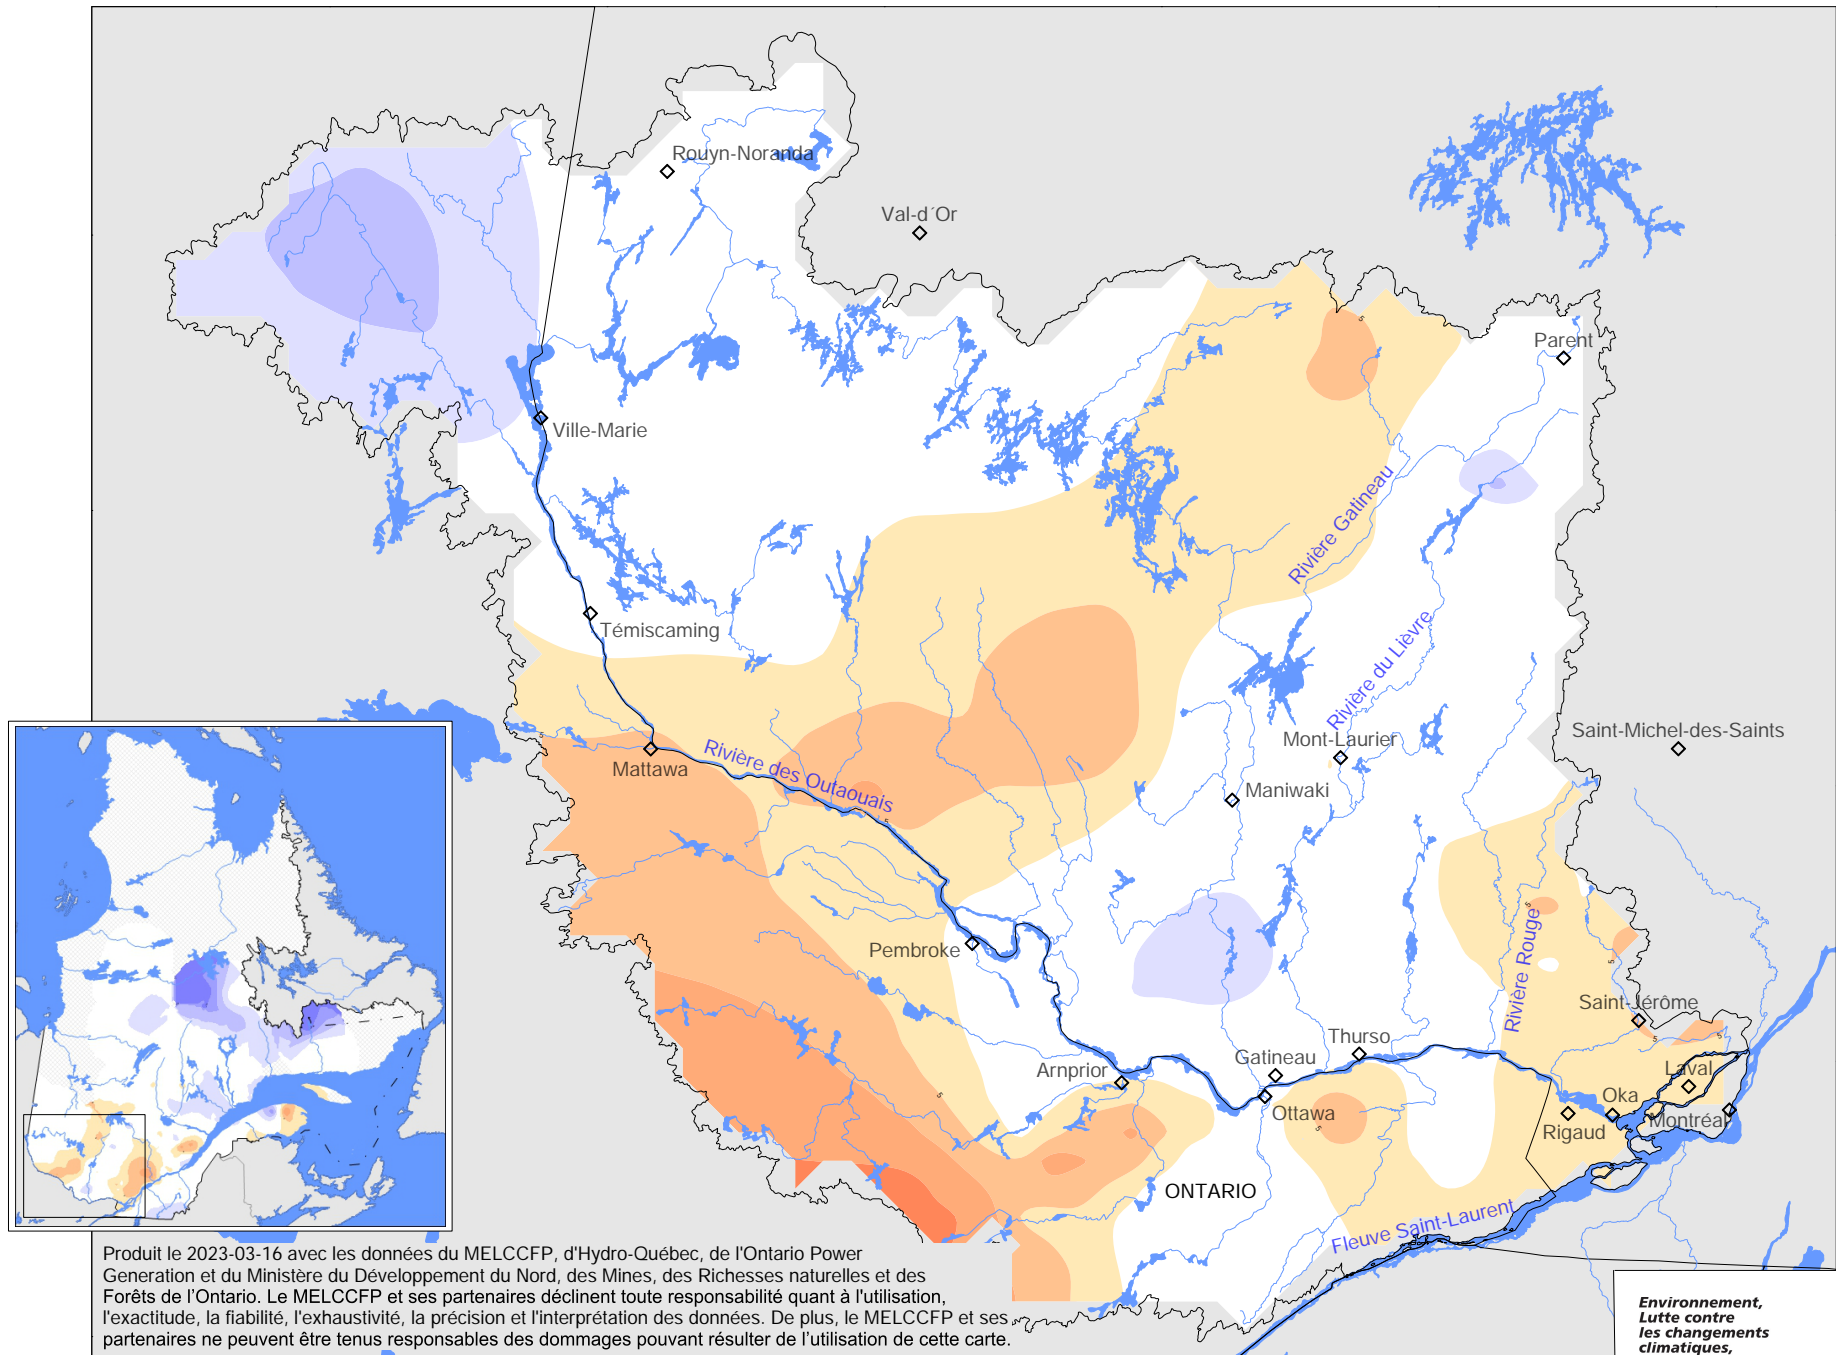 Rouyn-Noranda
Val-d´Or
Parent
Ville-Marie
Rivière Gatineau
Témiscaming
Rivière du Lièvre
Saint-Michel-des-Saints
Mont-Laurier
Mattawa
Rivière des Outaouais
Maniwaki
Pembroke
Rivière Rouge
Saint-Jérôme
Thurso
Gatineau
Arnprior
Laval
Oka
Ottawa
Rigaud
Montréal
ONTARIO
Fleuve Saint-Laurent
Produit le 2023-03-16 avec les données du MELCCFP, d'Hydro-Québec, de l'Ontario Power
Generation et du Ministère du Développement du Nord, des Mines, des Richesses naturelles et des
Forêts de l'Ontario. Le MELCCFP et ses partenaires déclinent toute responsabilité quant à l'utilisation,
l'exactitude, la fiabilité, l'exhaustivité, la précision et l'interprétation des données. De plus, le MELCCFP et ses
partenaires ne peuvent être tenus responsables des dommages pouvant résulter de l'utilisation de cette carte.
Environnement,
Lutte contre
les changements
climatiques,